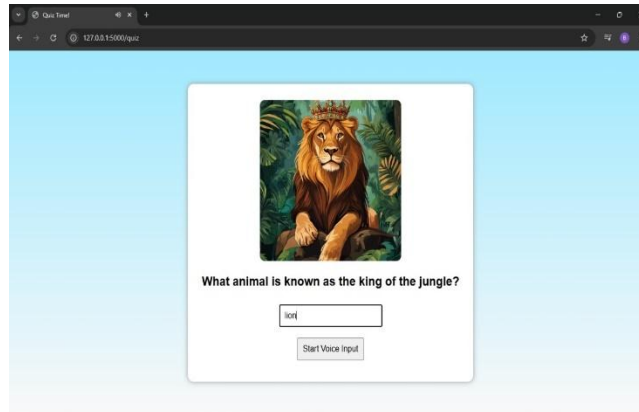 Quiz Time!
127.0.0.1:5000/quiz
What animal is known as the king of the jungle?
lion
Start Voice Input